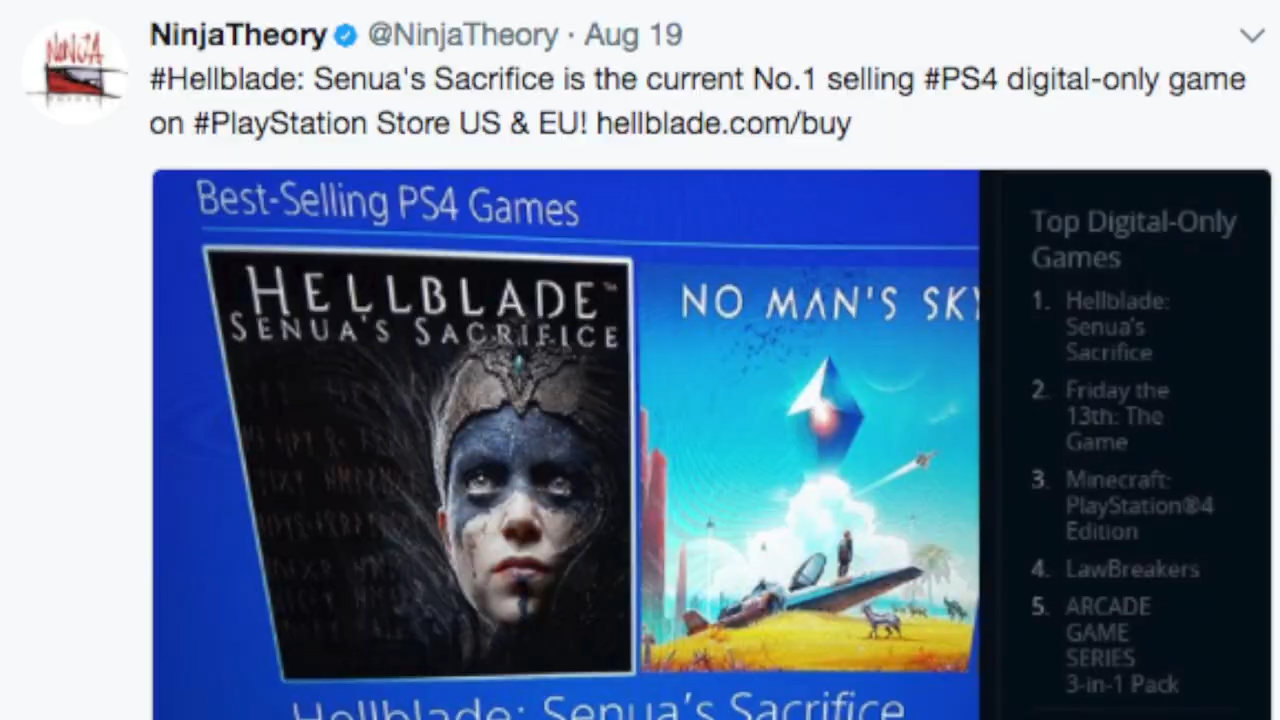 NinjaTheory @NinjaTheory · Aug 19
#Hellblade: Senua's Sacrifice is the current No.1 selling #PS4 digital-only game
on #PlayStation Store US & EU! hellblade.com/buy
NINJA
Best-Selling PS4 Games
HELLBLADE™
SENUA'S SACRIFICE
NO MAN'S SKY
Hellblade: Senua's Sacrifice
Top Digital-Only
Games
1. Hellblade:
Senua's
Sacrifice
2. Friday the
13th: The
Game
3. Minecraft:
PlayStation®4
Edition
4. LawBreakers
5. ARCADE
GAME
SERIES
3-in-1 Pack